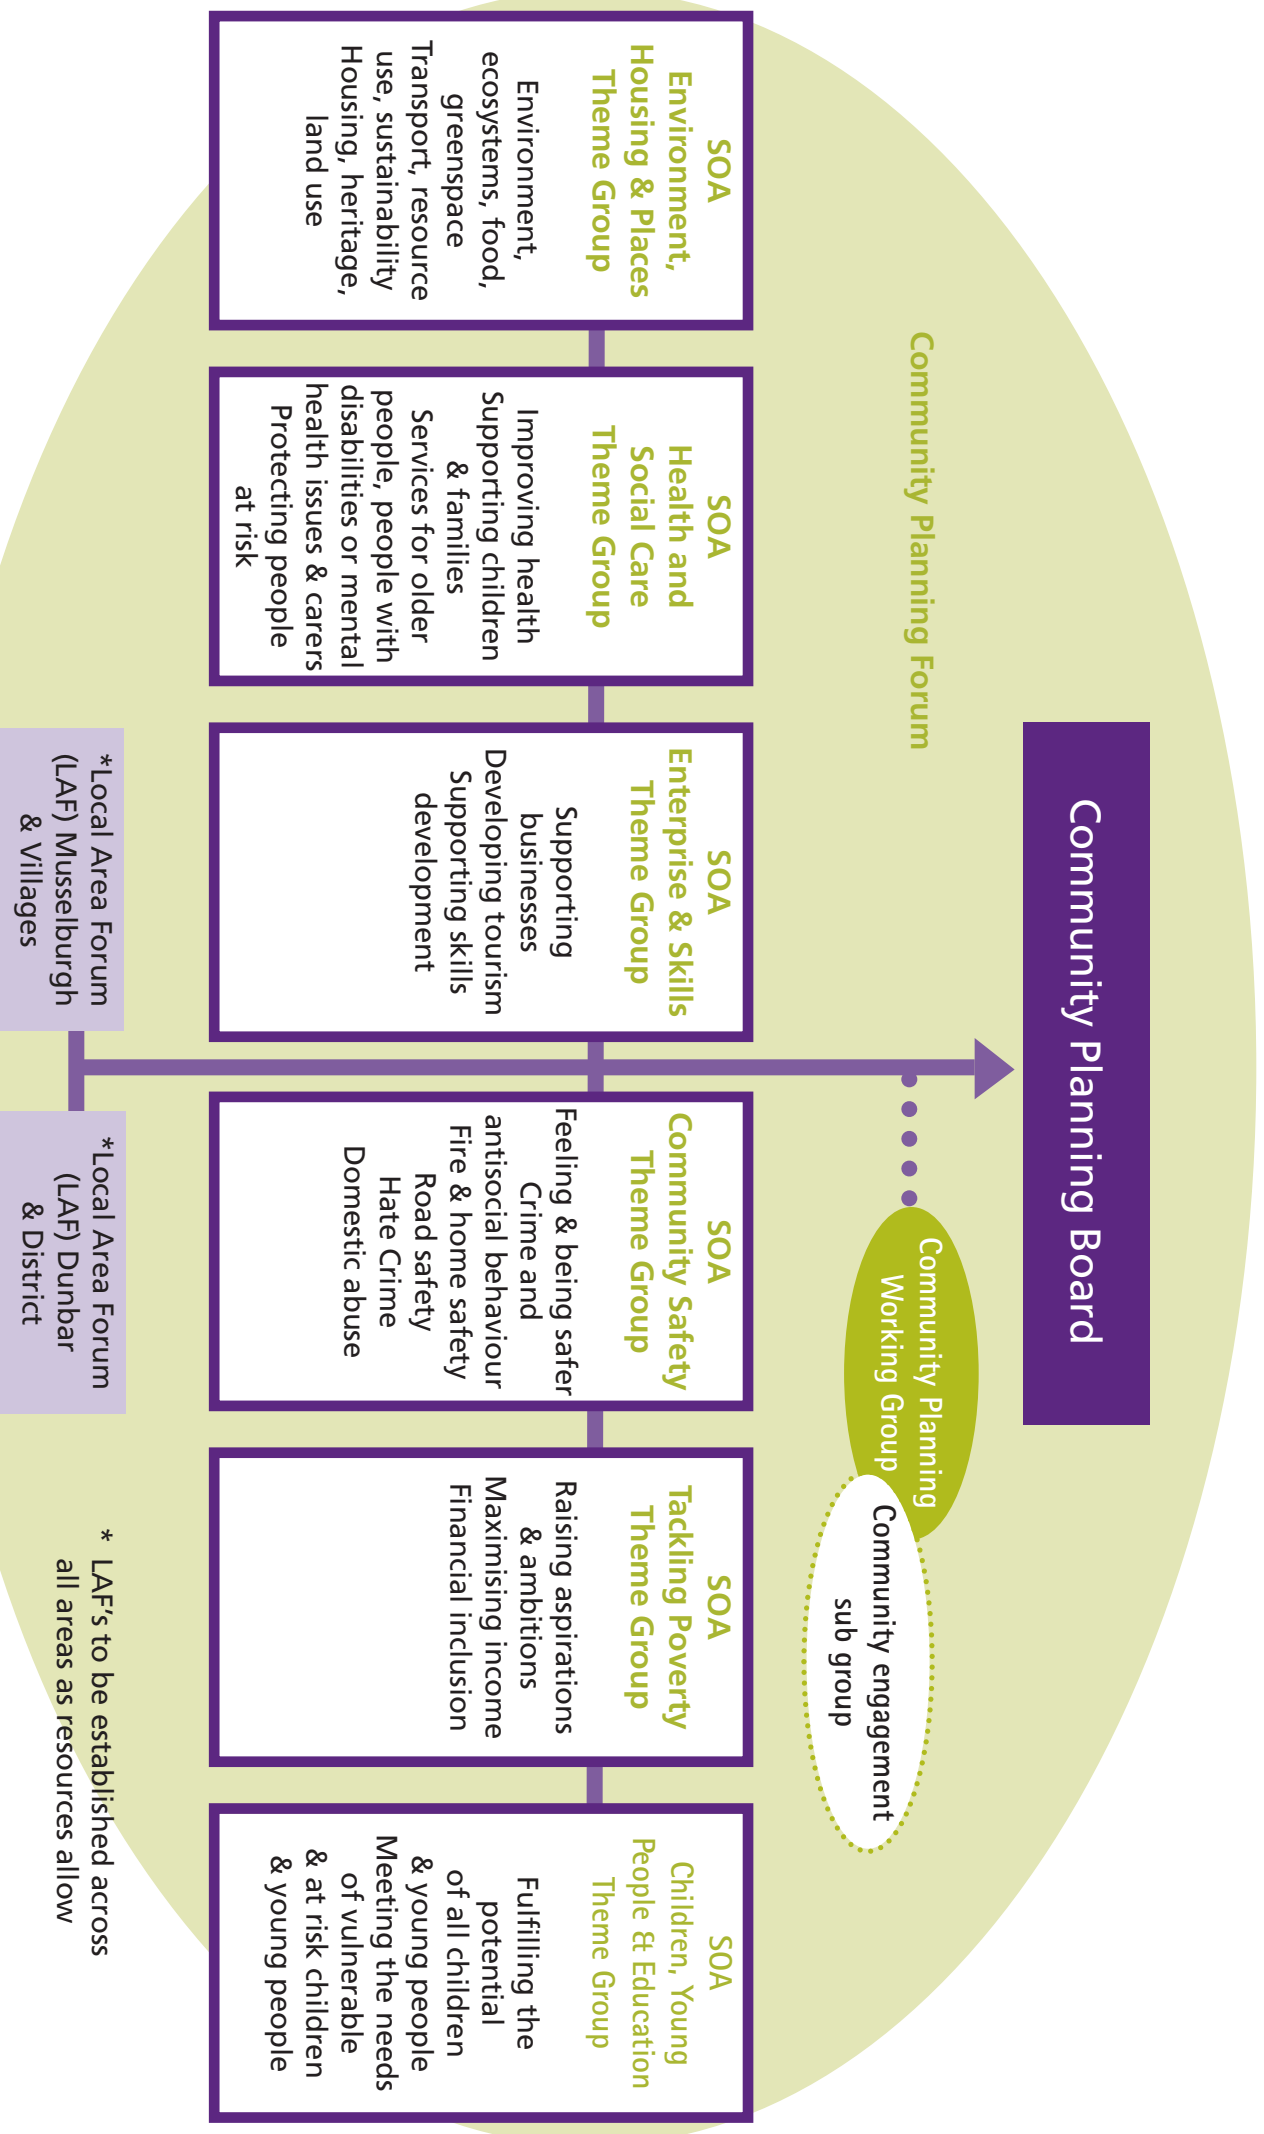 Community Planning Board
Community Planning Forum
Community Planning
Working Group
Community engagement
sub group
SOA
Environment,
Housing & Places
Theme Group
Environment,
ecosystems, food,
greenspace
Transport, resource
use, sustainability
Housing, heritage,
land use
SOA
Health and
Social Care
Theme Group
Improving health
Supporting children
& families
Services for older
people, people with
disabilities or mental
health issues & carers
Protecting people
at risk
SOA
Enterprise & Skills
Theme Group
Supporting
businesses
Developing tourism
Supporting skills
development
SOA
Community Safety
Theme Group
Feeling & being safer
Crime and
antisocial behaviour
Fire & home safety
Road safety
Hate Crime
Domestic abuse
SOA
Tackling Poverty
Theme Group
Raising aspirations
& ambitions
Maximising income
Financial inclusion
SOA
Children, Young
People & Education
Theme Group
Fulfilling the
potential
of all children
& young people
Meeting the needs
of vulnerable
& at risk children
& young people
*Local Area Forum
(LAF) Musselburgh
& Villages
*Local Area Forum
(LAF) Dunbar
& District
* LAF's to be established across
all areas as resources allow